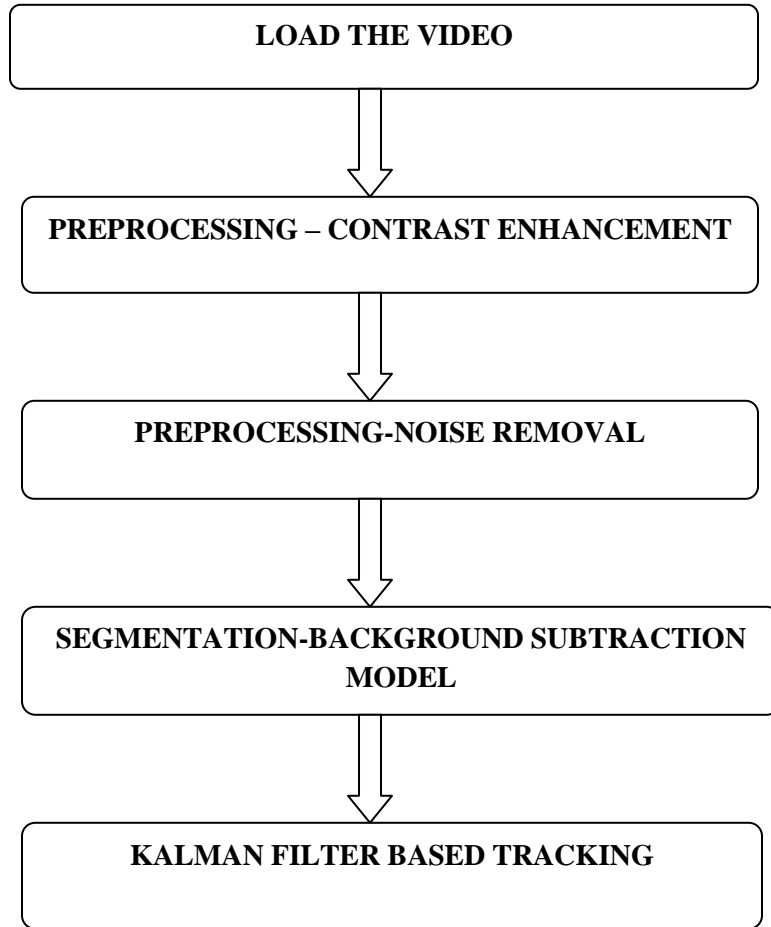 LOAD THE VIDEO
PREPROCESSING – CONTRAST ENHANCEMENT
PREPROCESSING-NOISE REMOVAL
SEGMENTATION-BACKGROUND SUBTRACTION
MODEL
KALMAN FILTER BASED TRACKING